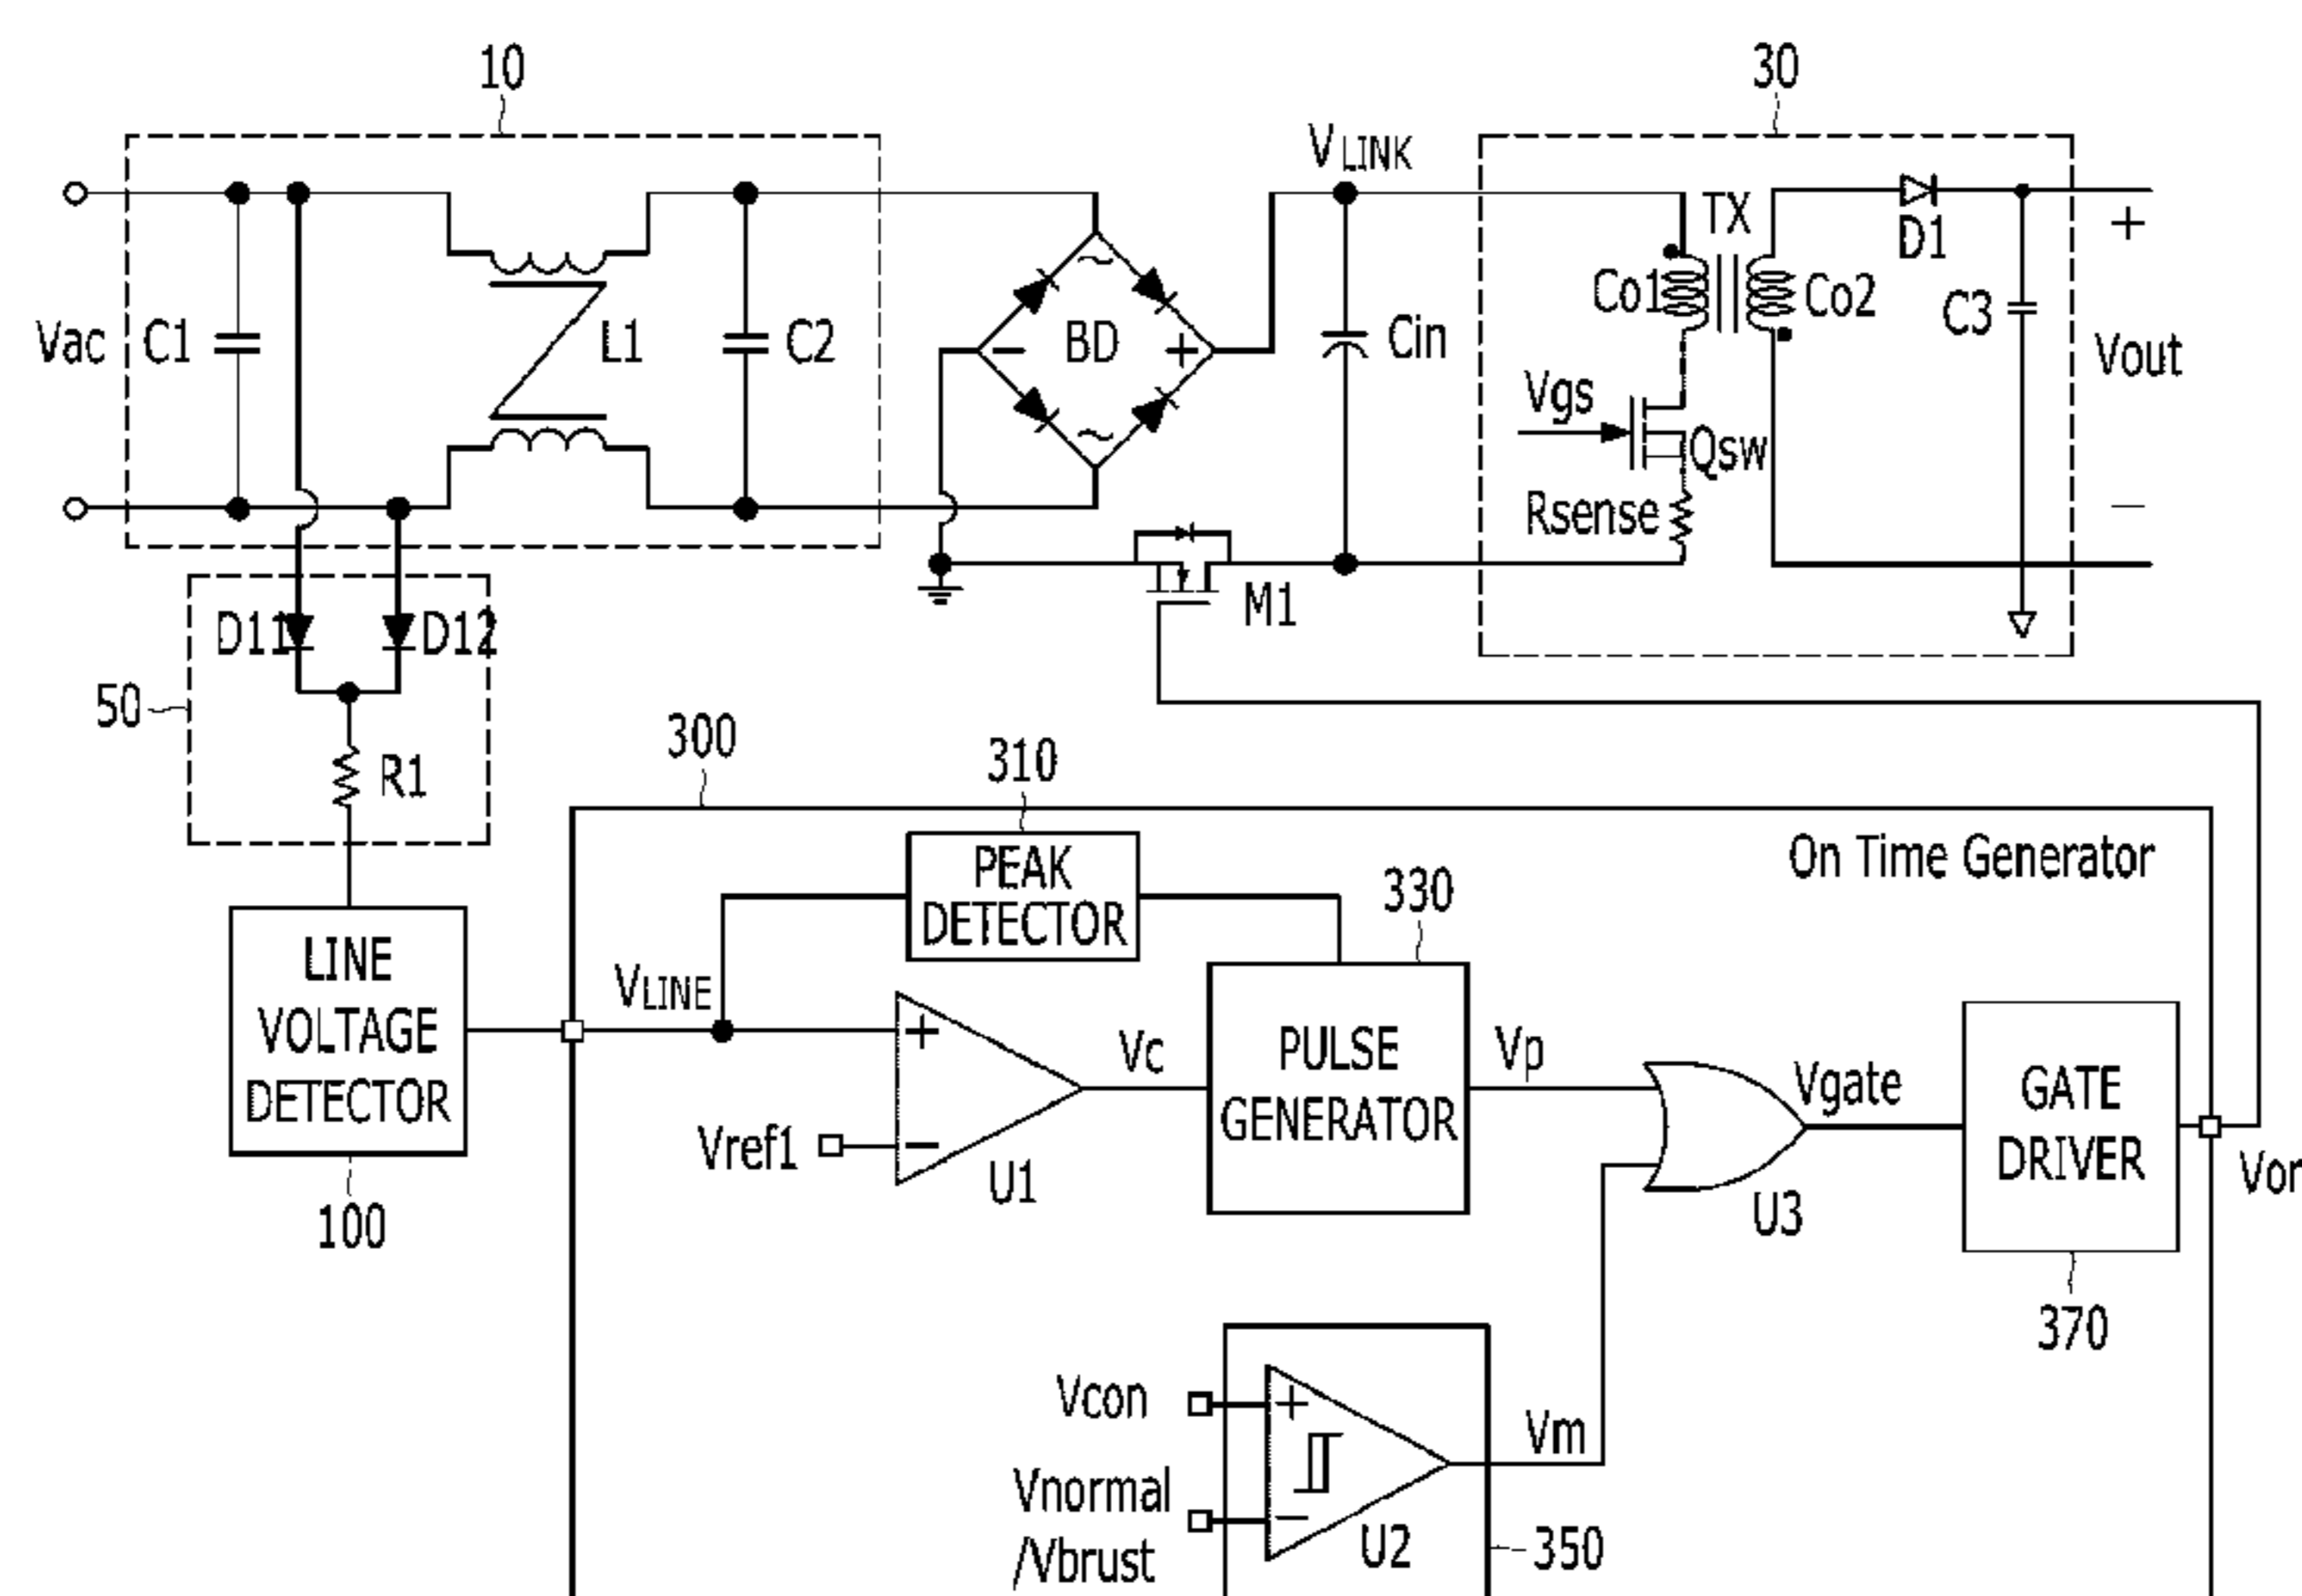 10
30
VLINK
TX
+
D1
Co1
Co2
C3
Vac
C1
L1
C2
~
BD
−
+
~
Cin
Vout
Vgs
Qsw
Rsense
−
M1
D11
D12
50
R1
300
310
PEAK
DETECTOR
330
On Time Generator
LINE
VOLTAGE
DETECTOR
100
VLINE
+
−
Vref1
U1
Vc
PULSE
GENERATOR
Vp
U3
Vgate
GATE
DRIVER
370
Vcon
+
−
Vnormal
/Vbrust
U2
Vm
350